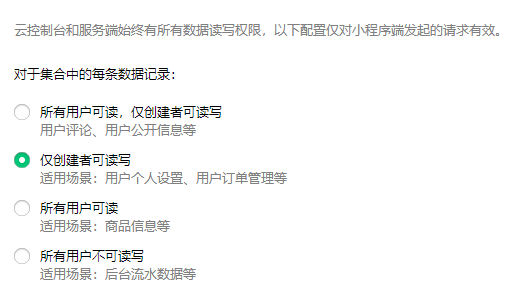 云控制台和服务端始终有所有数据读写权限，以下配置仅对小程序端发起的请求有效。
对于集合中的每条数据记录：
所有用户可读，仅创建者可读写
用户评论、用户公开信息等
仅创建者可读写
适用场景：用户个人设置、用户订单管理等
所有用户可读
适用场景：商品信息等
所有用户不可读写
适用场景：后台流水数据等